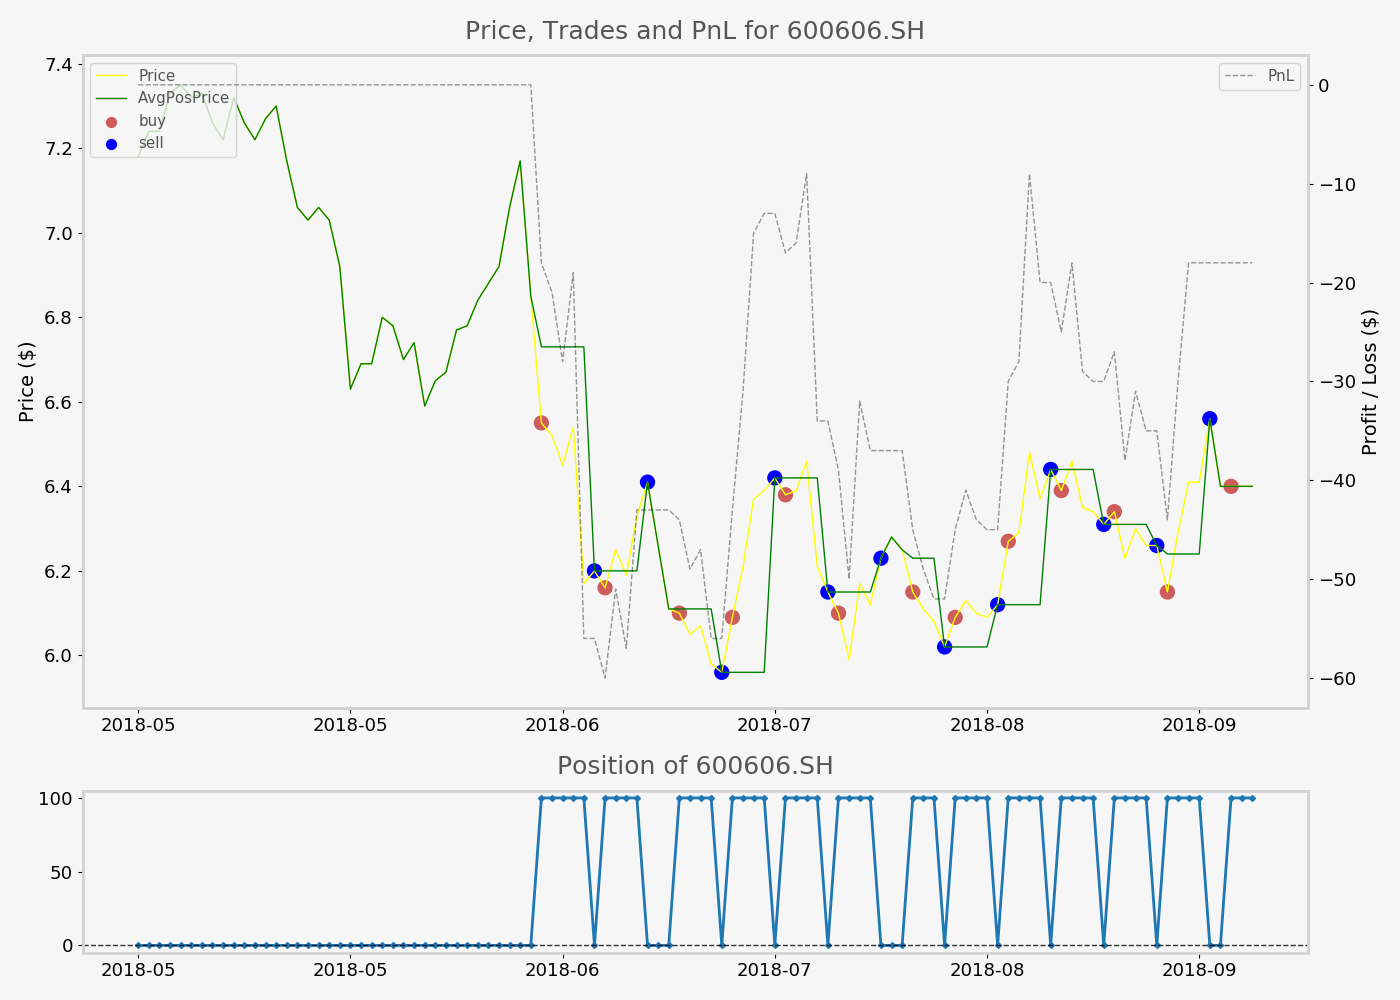 Price, Trades and PnL for 600606.SH
7.4
7.2
7.0
6.8
6.6
6.4
6.2
6.0
Price ($)
Price
AvgPosPrice
buy
sell
PnL
0
−10
−20
−30
−40
−50
−60
Profit / Loss ($)
2018-05 2018-05 2018-06 2018-07 2018-08 2018-09
Position of 600606.SH
100
50
0
2018-05 2018-05 2018-06 2018-07 2018-08 2018-09